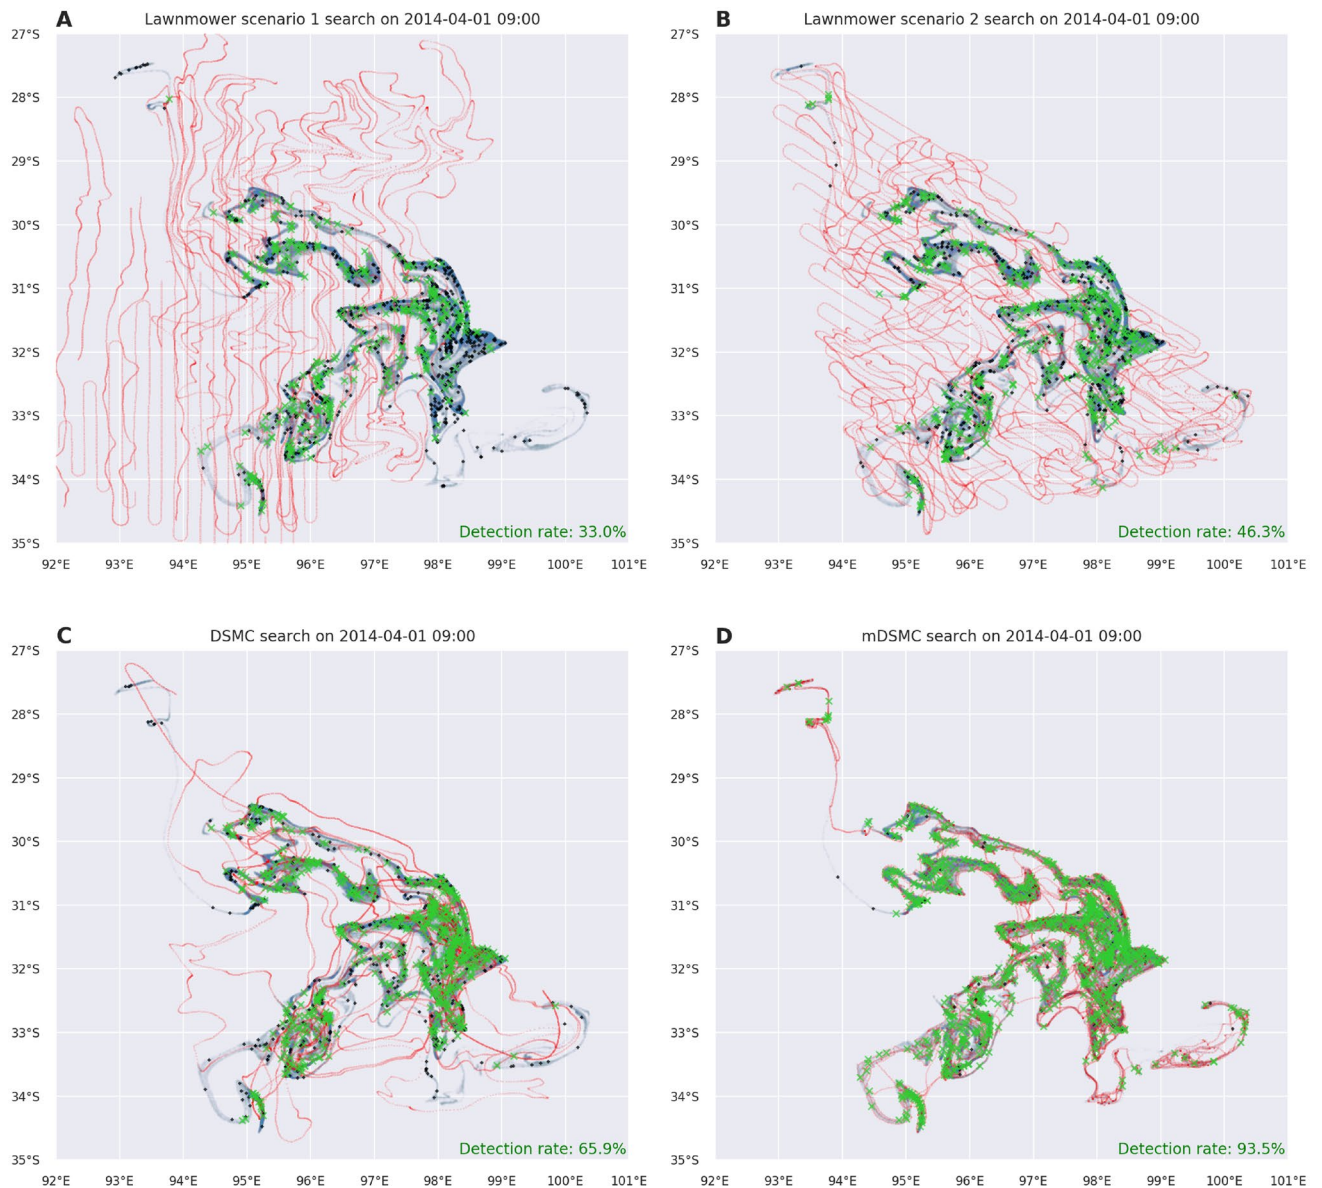 A Lawnmower scenario 1 search on 2014-04-01 09:00
27°S
28°S
29°S
30°S
31°S
32°S
33°S
34°S
35°S
Detection rate: 33.0%
92°E 93°E 94°E 95°E 96°E 97°E 98°E 99°E 100°E 101°E
B Lawnmower scenario 2 search on 2014-04-01 09:00
27°S
28°S
29°S
30°S
31°S
32°S
33°S
34°S
35°S
Detection rate: 46.3%
92°E 93°E 94°E 95°E 96°E 97°E 98°E 99°E 100°E 101°E
C DSMC search on 2014-04-01 09:00
27°S
28°S
29°S
30°S
31°S
32°S
33°S
34°S
35°S
Detection rate: 65.9%
92°E 93°E 94°E 95°E 96°E 97°E 98°E 99°E 100°E 101°E
D mDSMC search on 2014-04-01 09:00
27°S
28°S
29°S
30°S
31°S
32°S
33°S
34°S
35°S
Detection rate: 93.5%
92°E 93°E 94°E 95°E 96°E 97°E 98°E 99°E 100°E 101°E